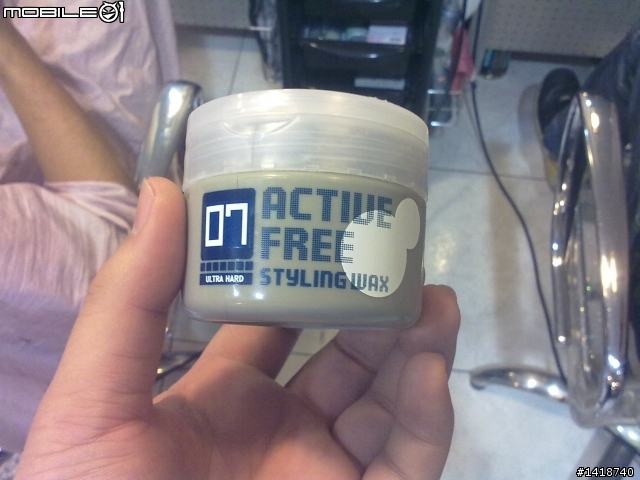 MOBILE01
07
ULTRA HARD
ACTIVE
FREE
STYLING WAX
#1418740